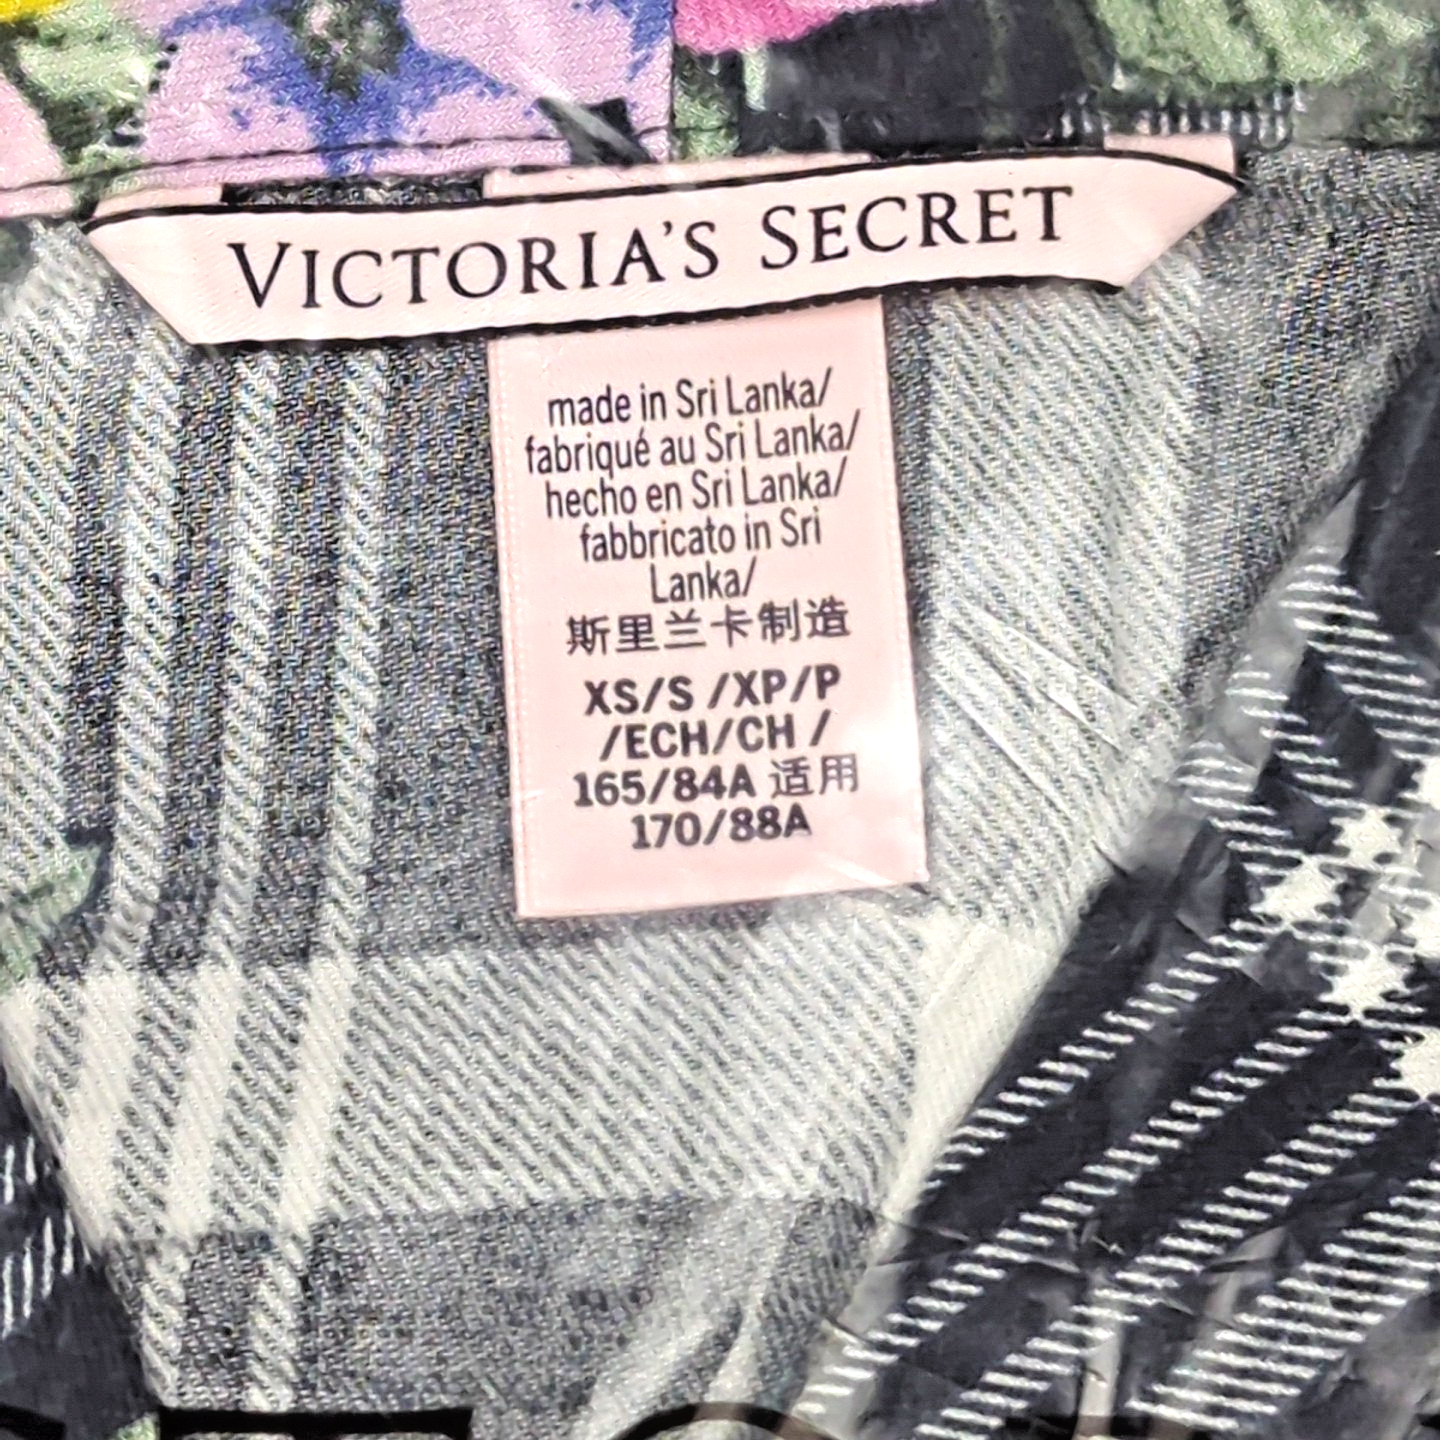 VICTORIA'S SECRET
made in Sri Lanka/
fabriqué au Sri Lanka/
hecho en Sri Lanka/
fabbricato in Sri
Lanka/
斯里兰卡制造
XS/S /XP/P
/ECH/CH /
165/84A 适用
170/88A